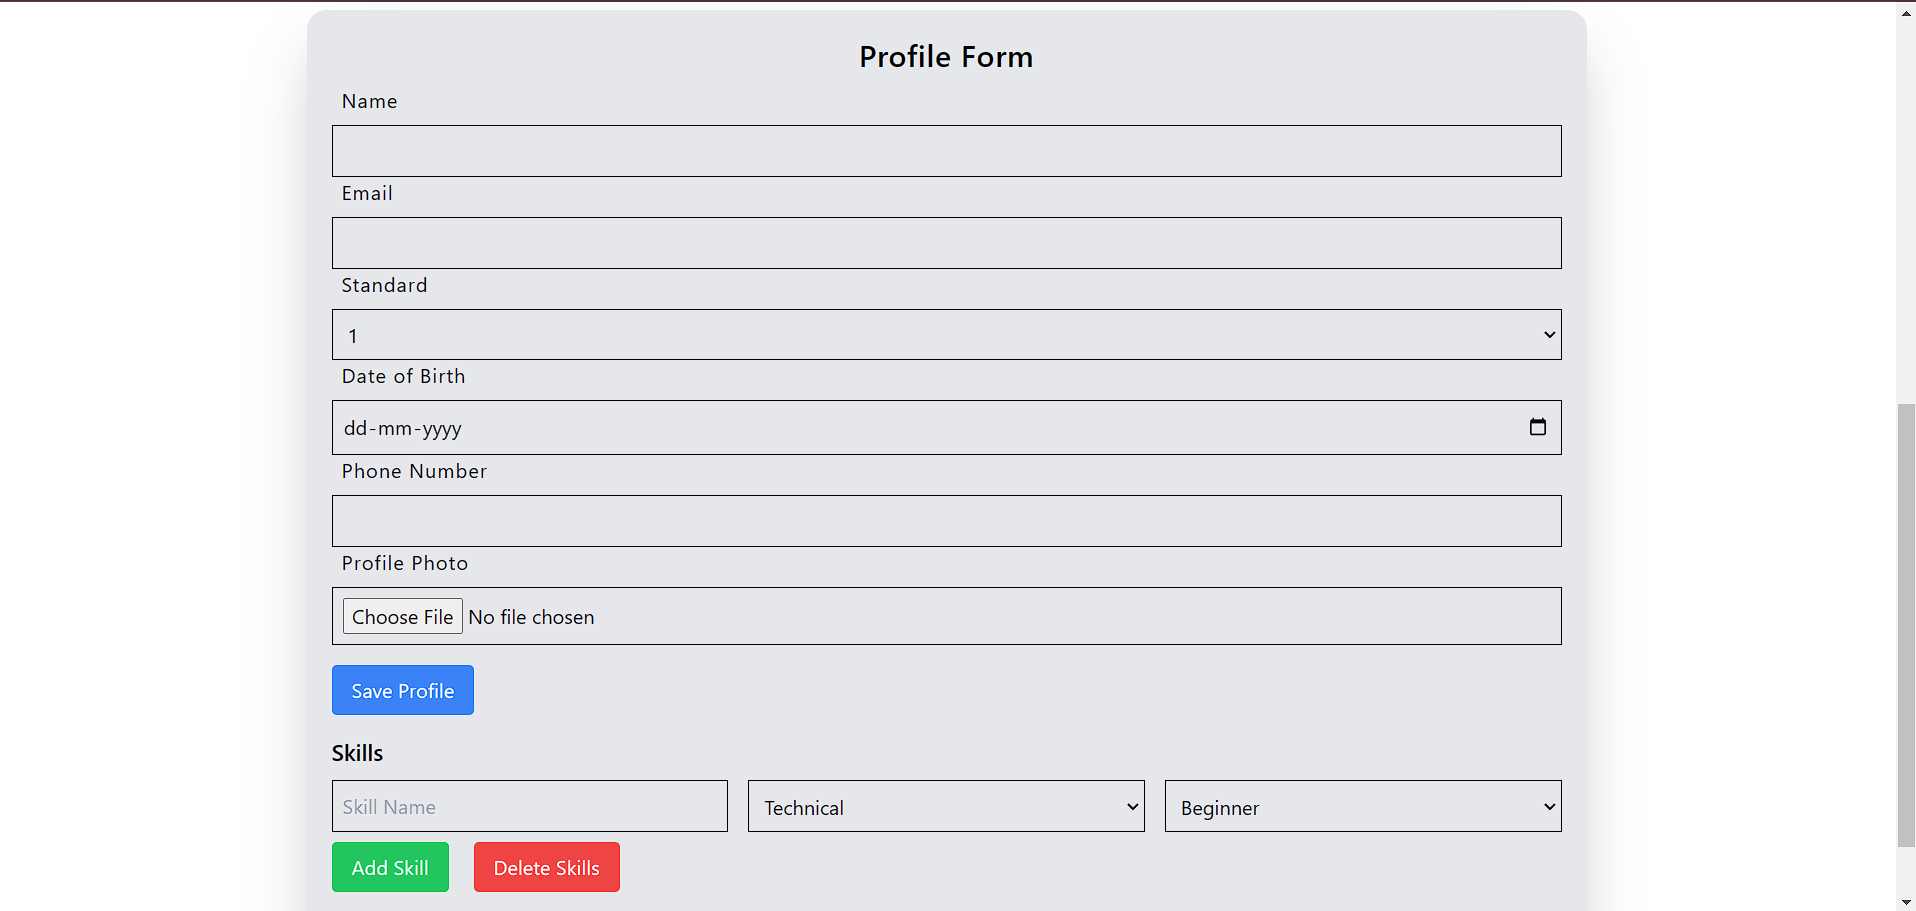 Profile Form
Name
Email
Standard
1
Date of Birth
dd-mm-yyyy
Phone Number
Profile Photo
Choose File No file chosen
Save Profile
Skills
Skill Name Technical Beginner
Add Skill Delete Skills